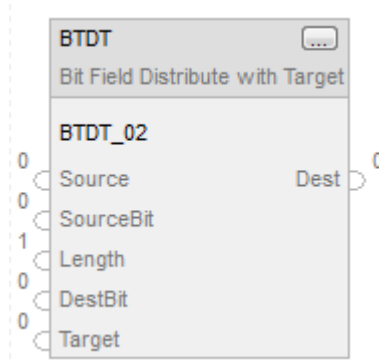 BTDT ...
Bit Field Distribute with Target
BTDT_02
0 Source Dest 0
0 SourceBit
1 Length
0 DestBit
0 Target